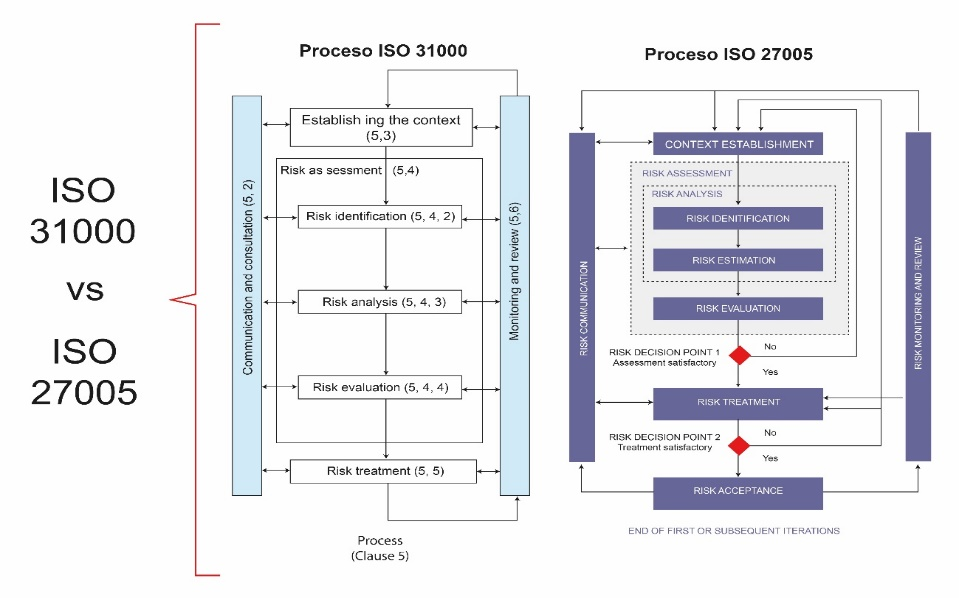 ISO
31000
vs
ISO
27005
Proceso ISO 31000
Communication and consultation (5, 2)
Establish ing the context
(5,3)
Risk as sessment (5,4)
Risk identification (5, 4, 2)
Risk analysis (5, 4, 3)
Risk evaluation (5, 4, 4)
Risk treatment (5, 5)
Monitoring and review (5,6)
Process
(Clause 5)
Proceso ISO 27005
RISK COMMUNICATION
CONTEXT ESTABLISHMENT
RISK ASSESSMENT
RISK ANALYSIS
RISK IDENTIFICATION
RISK ESTIMATION
RISK EVALUATION
RISK DECISION POINT 1
Assessment satisfactory
No
Yes
RISK TREATMENT
RISK DECISION POINT 2
Treatment satisfactory
No
Yes
RISK ACCEPTANCE
RISK MONITORING AND REVIEW
END OF FIRST OR SUBSEQUENT ITERATIONS